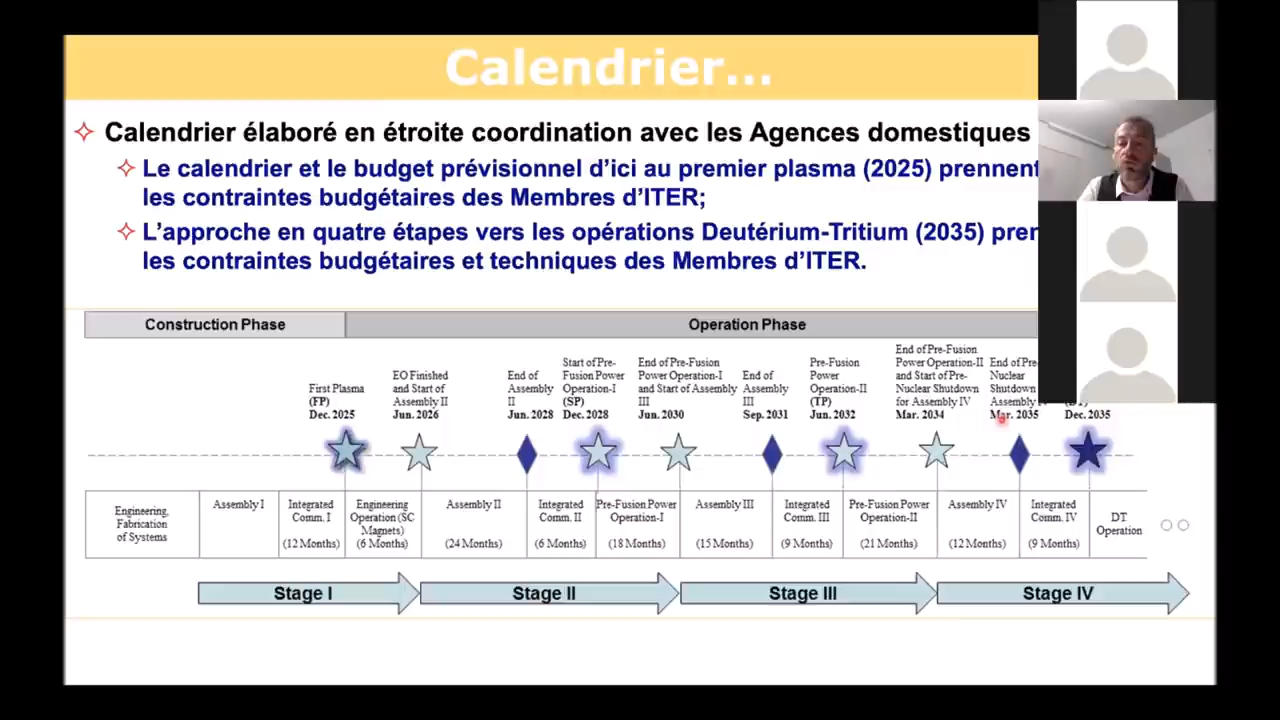 Calendrier...
Calendrier élaboré en étroite coordination avec les Agences domestiques
Le calendrier et le budget prévisionnel d'ici au premier plasma (2025) prennent
les contraintes budgétaires des Membres d'ITER;
L'approche en quatre étapes vers les opérations Deutérium-Tritium (2035)
les contraintes budgétaires et techniques des Membres d'ITER.
Construction Phase
Operation Phase
First Plasma
(FP)
Dec. 2025
EO Finished
and Start of
Assembly II
Jun. 2026
End of
Assembly
II
Jun. 2028
Start of Pre-
Fusion Power
Operation-I
(SP)
Dec. 2028
End of Pre-Fusion
Power Operation-I
and Start of Assembly
III
Jun. 2030
End of
Assembly
III
Sep. 2031
Pre-Fusion
Power
Operation-II
(TP)
Jun. 2032
End of Pre-Fusion
Power Operation-II
and Start of Pre-
Nuclear Shutdown
for Assembly IV
Mar. 2034
End of Pre-
Nuclear
Shutdown
Assembly
Mar. 2035
Dec. 2035
Engineering,
Fabrication
of Systems
Assembly I
Integrated
Comm. I
(12 Months)
Engineering
Operation (SC
Magnets)
(6 Months)
Assembly II
(24 Months)
Integrated
Comm. II
(6 Months)
Pre-Fusion Power
Operation-I
(18 Months)
Assembly III
(15 Months)
Integrated
Comm. III
(9 Months)
Pre-Fusion Power
Operation-II
(21 Months)
Assembly IV
(12 Months)
Integrated
Comm. IV
(9 Months)
DT
Operation
Stage I
Stage II
Stage III
Stage IV